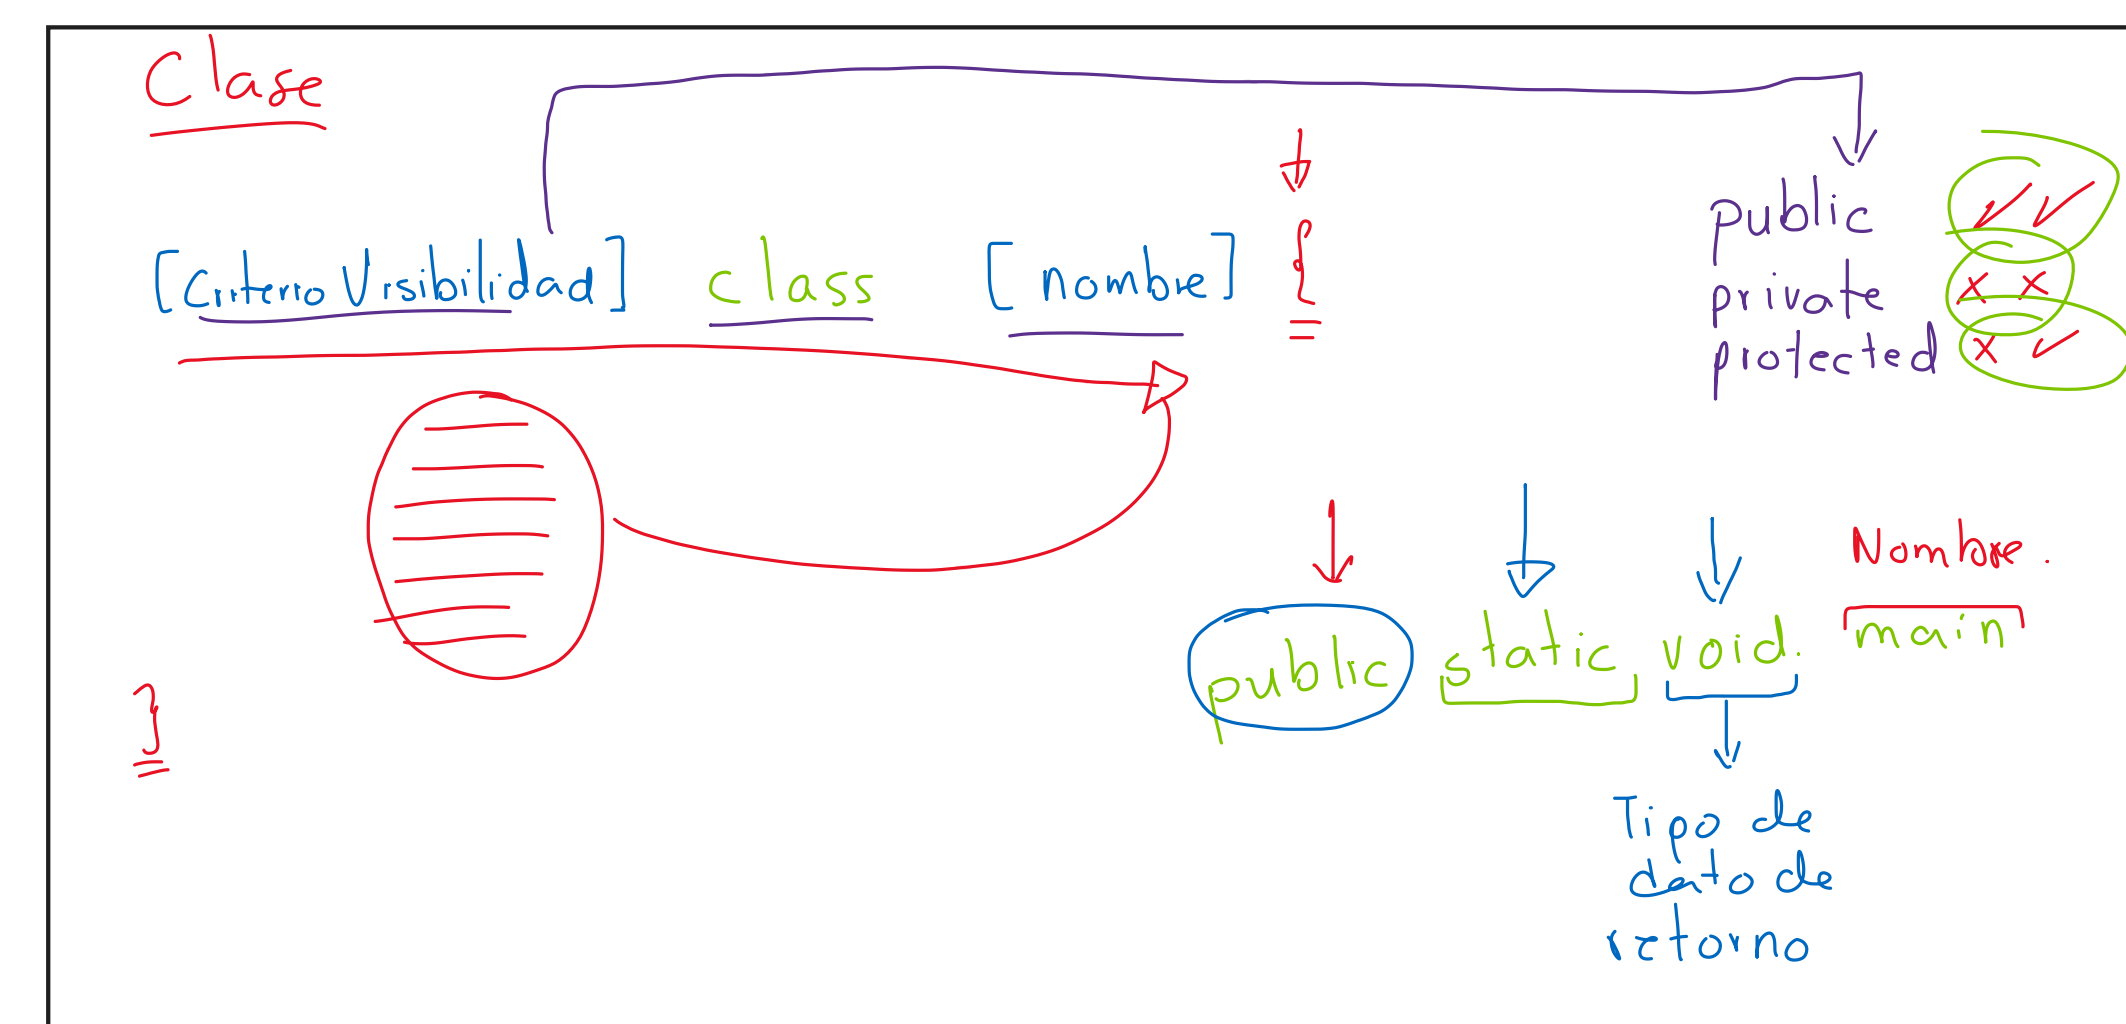 Clase
[Criterio Visibilidad] class [nombre] {
public ✓ ✓
private x x
protected x ✓
Nombre.
public static void. main
}
Tipo de
dato de
retorno